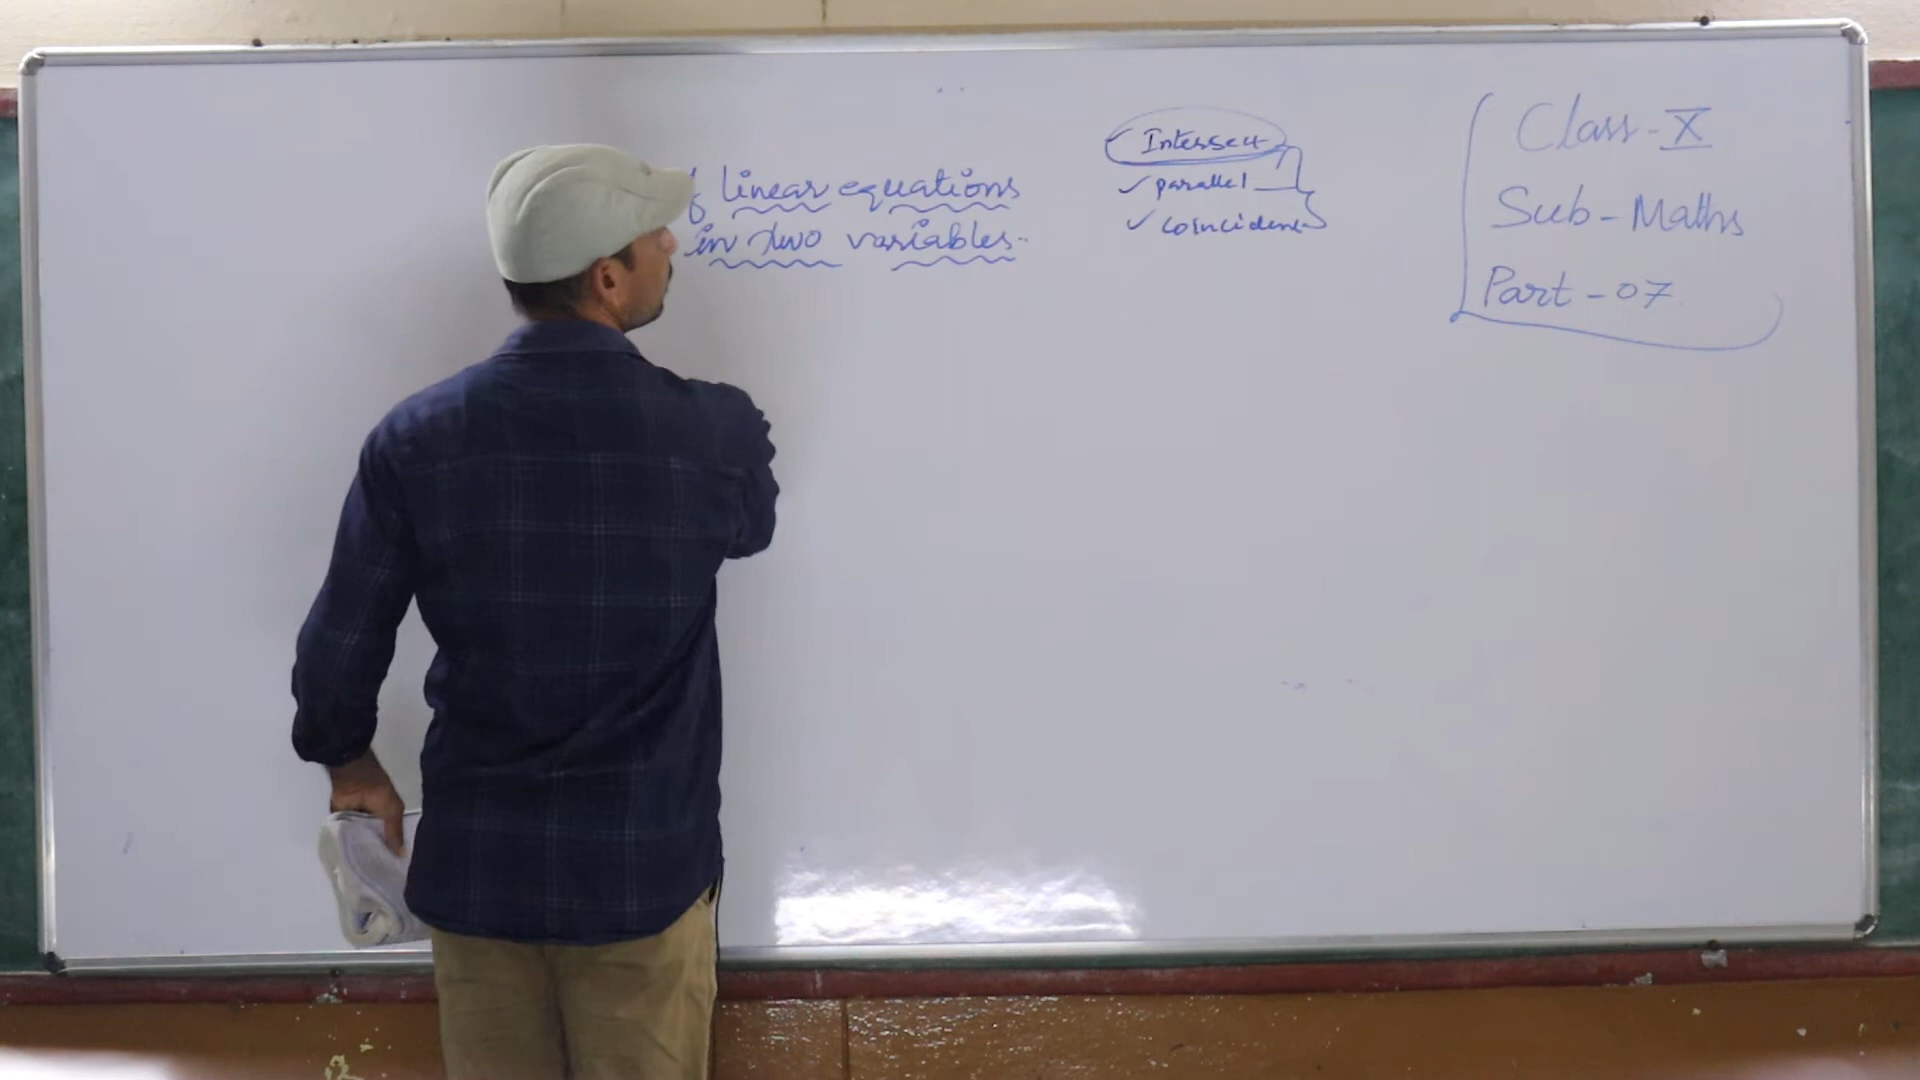 linear equations
in two variables.
Intersect
parallel
coincident
Class - X
Sub - Maths
Part - 07